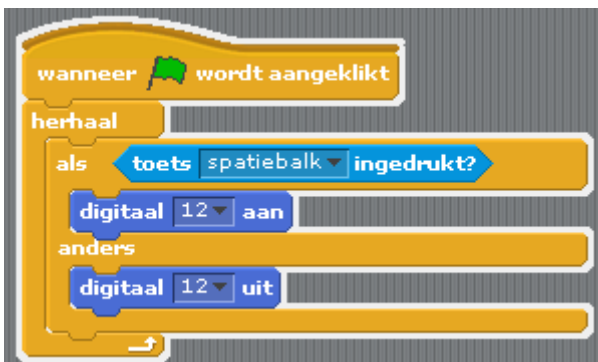 wanneer wordt aangeklikt
herhaal
als toets spatiebalk ingedrukt?
digitaal 12 aan
anders
digitaal 12 uit